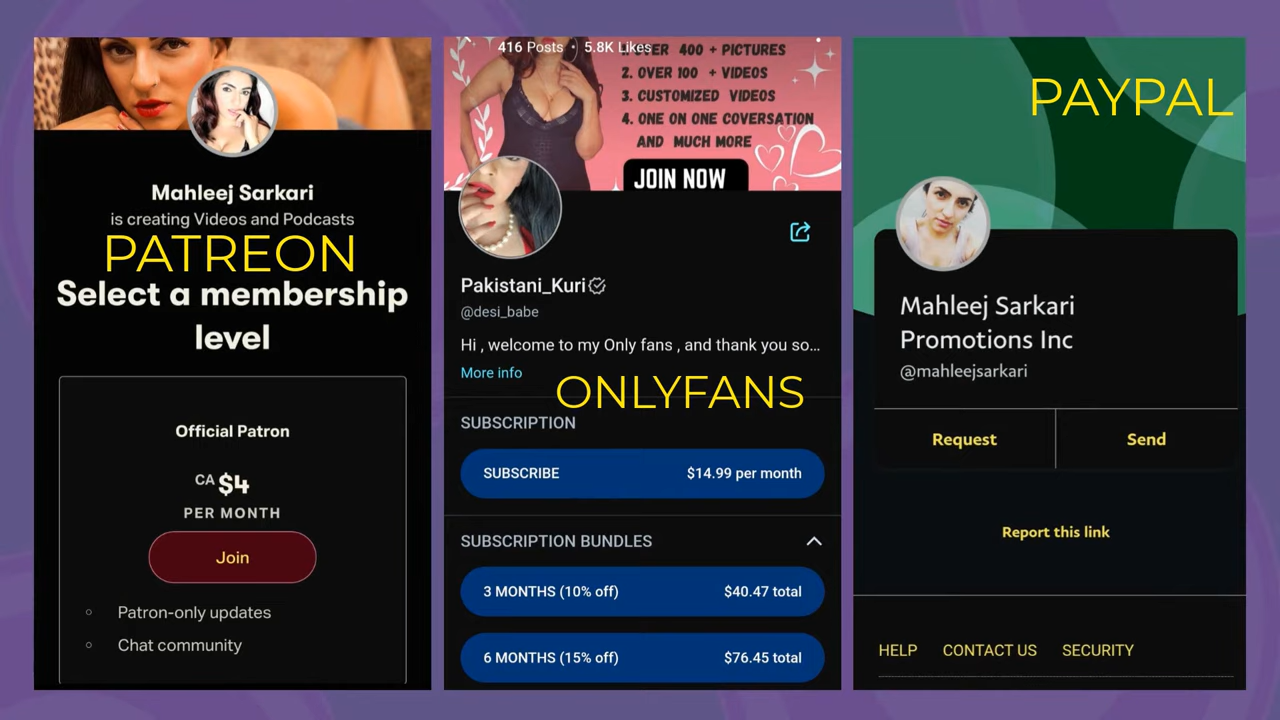 Mahleej Sarkari
is creating Videos and Podcasts
PATREON
Select a membership
level
Official Patron
CA $4
PER MONTH
Join
Patron-only updates
Chat community
416 Posts • 5.8K Likes
1. OVER 400 + PICTURES
2. OVER 100 + VIDEOS
3. CUSTOMIZED VIDEOS
4. ONE ON ONE COVERSATION
AND MUCH MORE
JOIN NOW
Pakistani_Kuri
@desi_babe
Hi , welcome to my Only fans , and thank you so...
More info
ONLYFANS
SUBSCRIPTION
SUBSCRIBE $14.99 per month
SUBSCRIPTION BUNDLES
3 MONTHS (10% off) $40.47 total
6 MONTHS (15% off) $76.45 total
PAYPAL
Mahleej Sarkari
Promotions Inc
@mahleejsarkari
Request Send
Report this link
HELP CONTACT US SECURITY